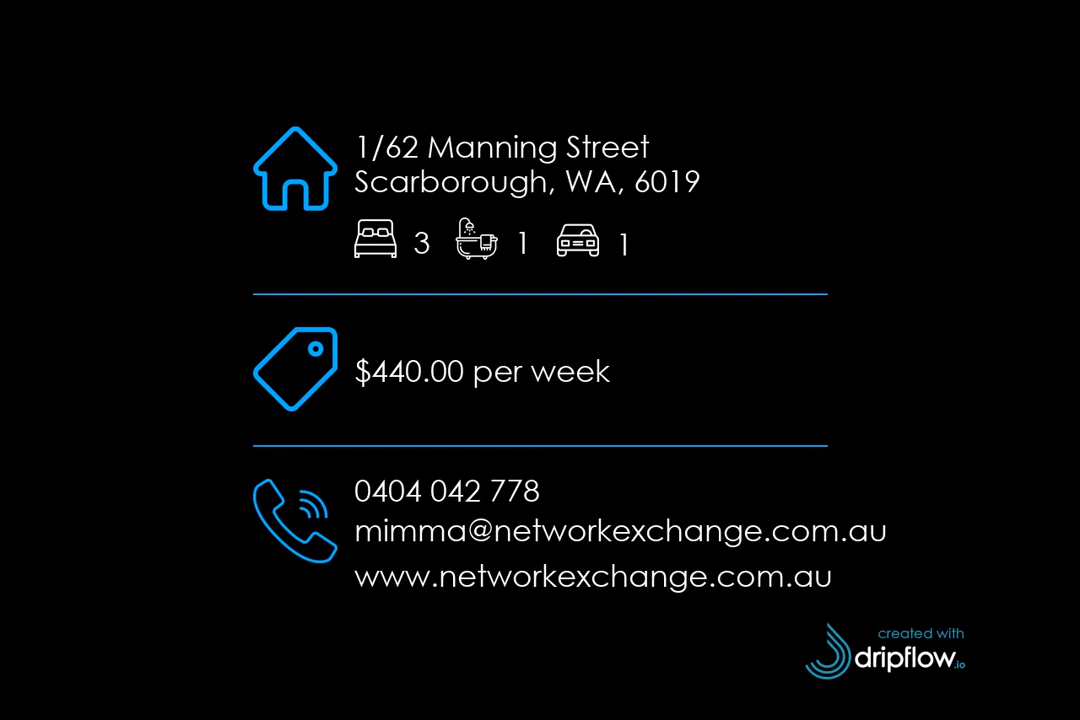 1/62 Manning Street
Scarborough, WA, 6019
3 1 1
$440.00 per week
0404 042 778
mimma@networkexchange.com.au
www.networkexchange.com.au
created with
dripflow.io